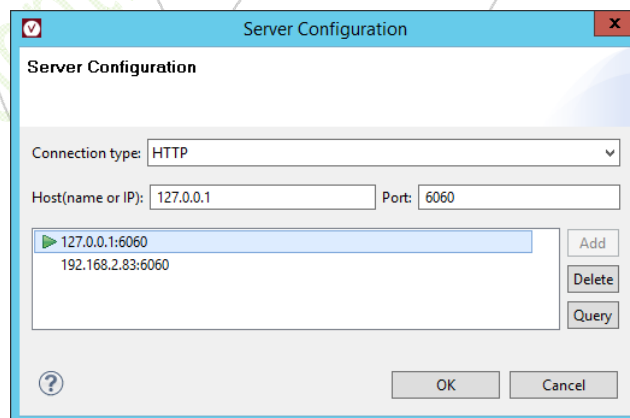 Server Configuration
Server Configuration
Connection type: HTTP
Host(name or IP): 127.0.0.1 Port: 6060
127.0.0.1:6060 Add
192.168.2.83:6060
Delete
Query
OK Cancel